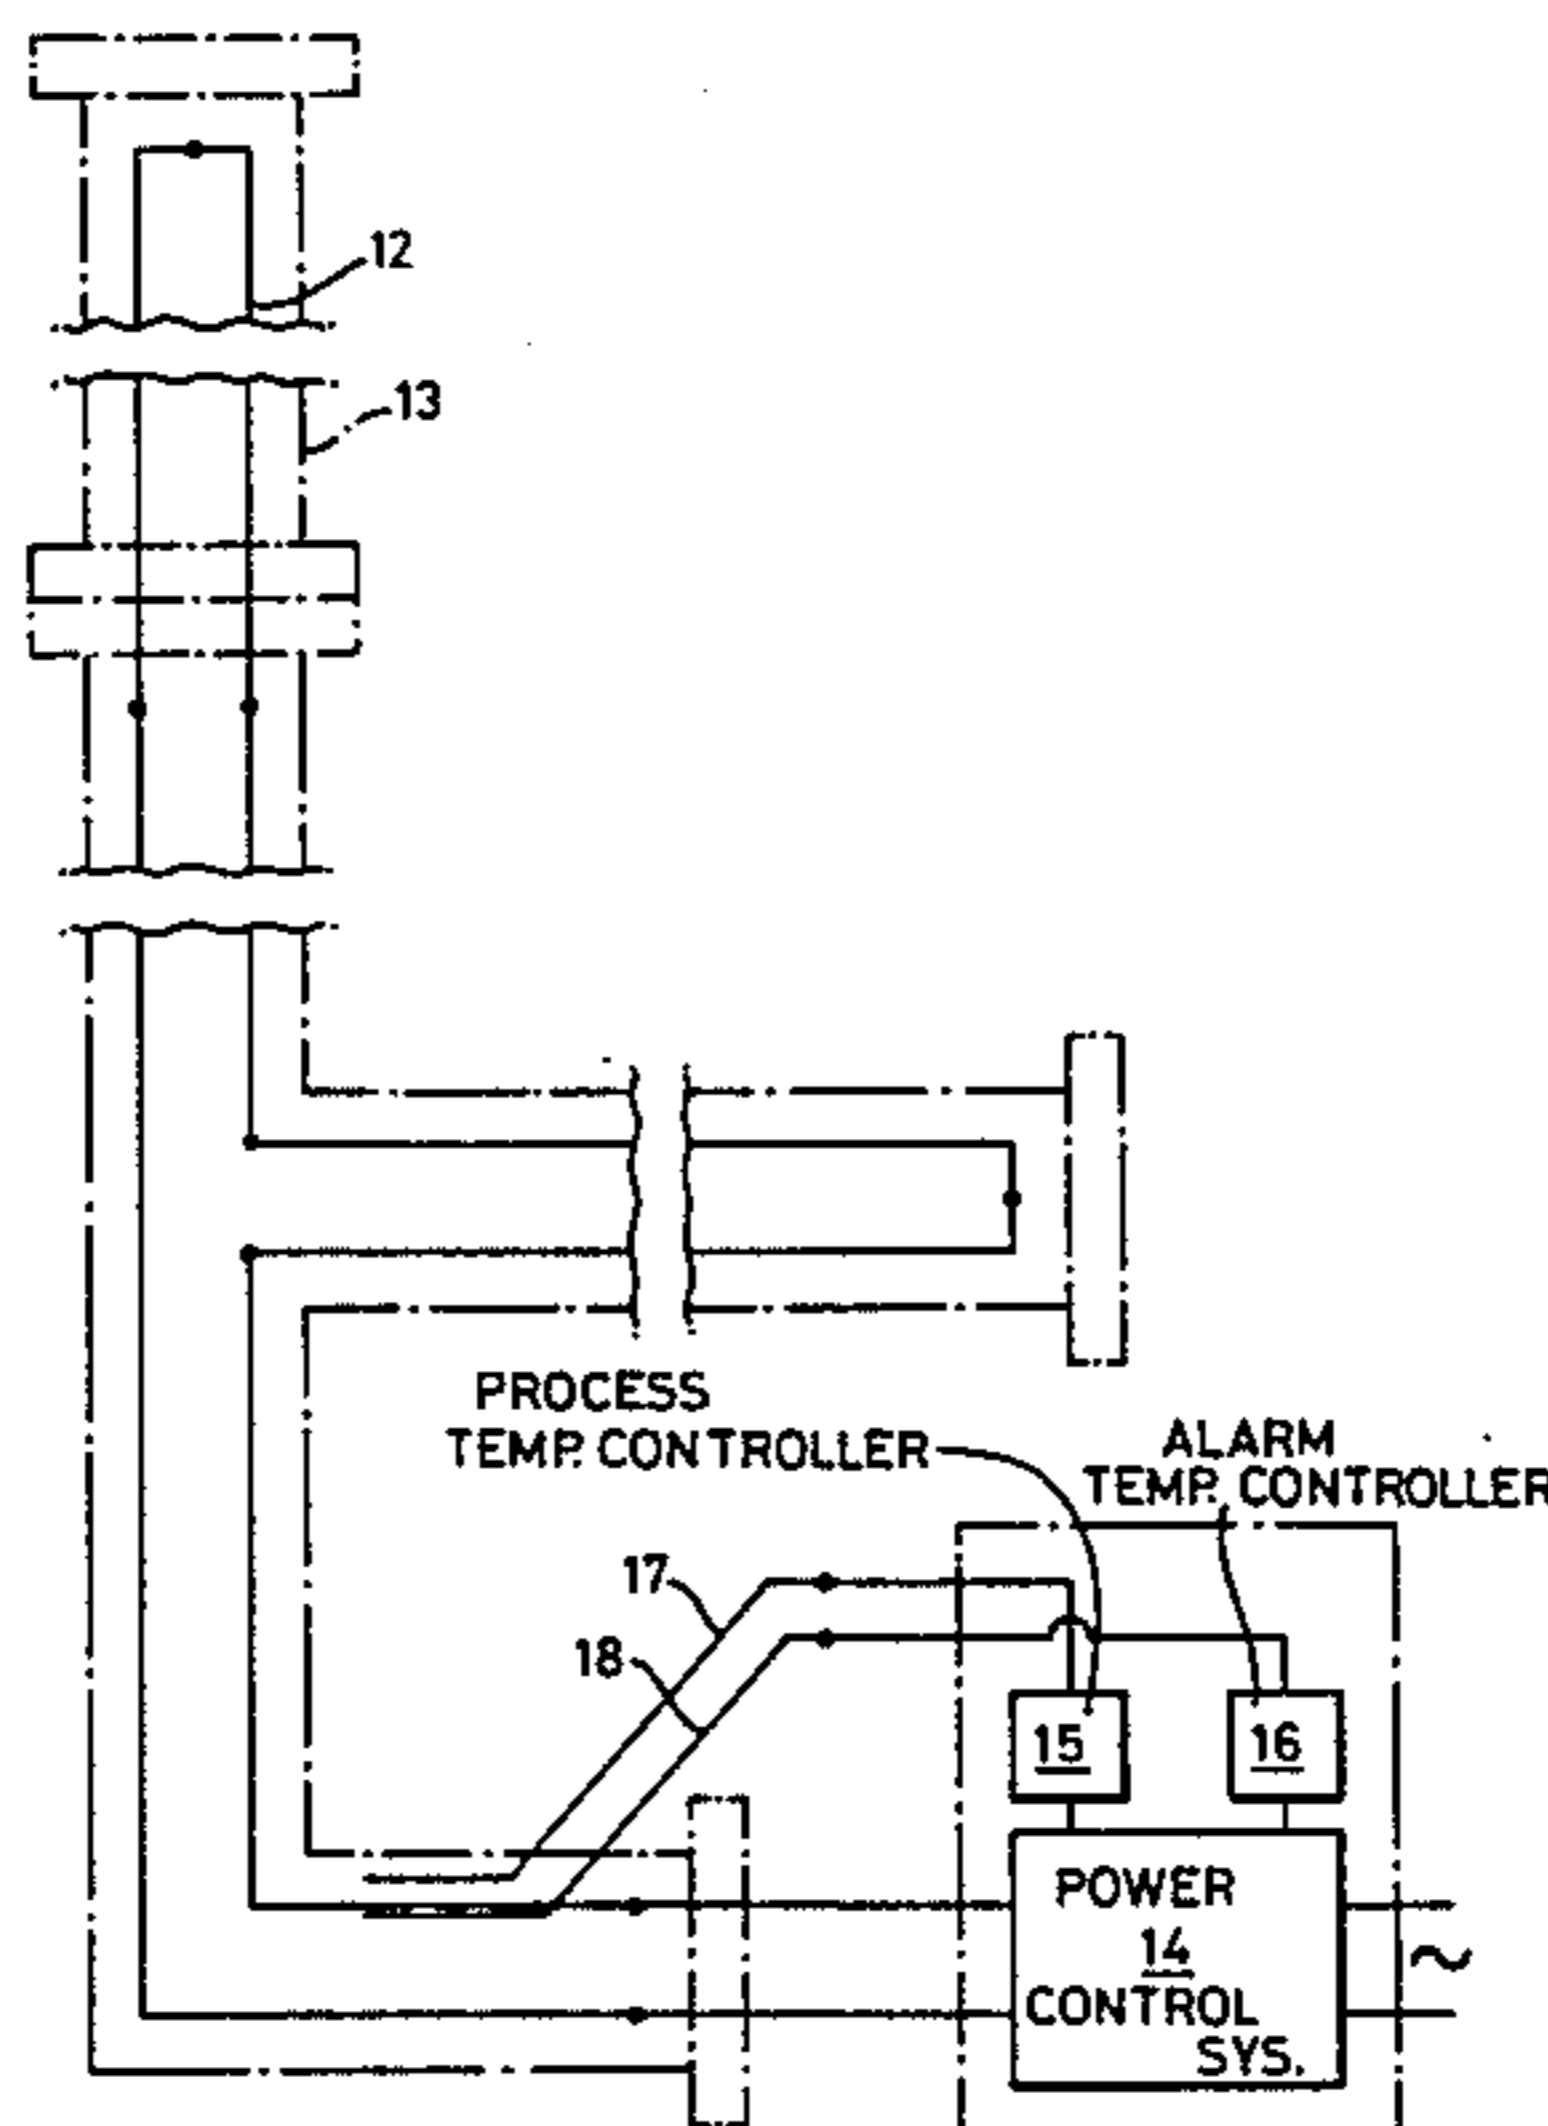 12
13
PROCESS
TEMP. CONTROLLER
ALARM
TEMP. CONTROLLER
17
18
15
16
POWER
14
CONTROL
SYS.
~